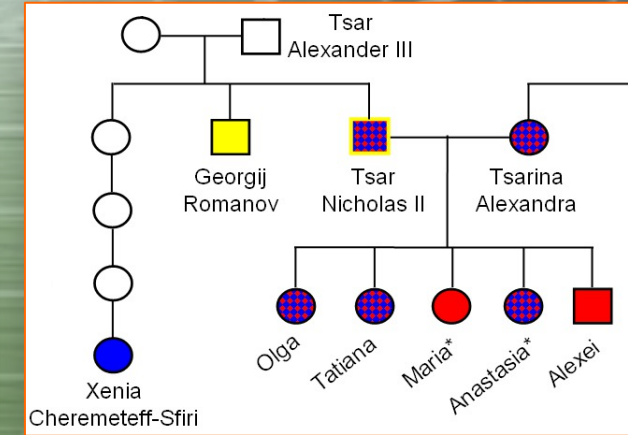 Tsar
Alexander III
Georgij
Romanov
Tsar
Nicholas II
Tsarina
Alexandra
Olga
Tatiana
Maria*
Anastasia*
Alexei
Xenia
Cheremeteff-Sfiri